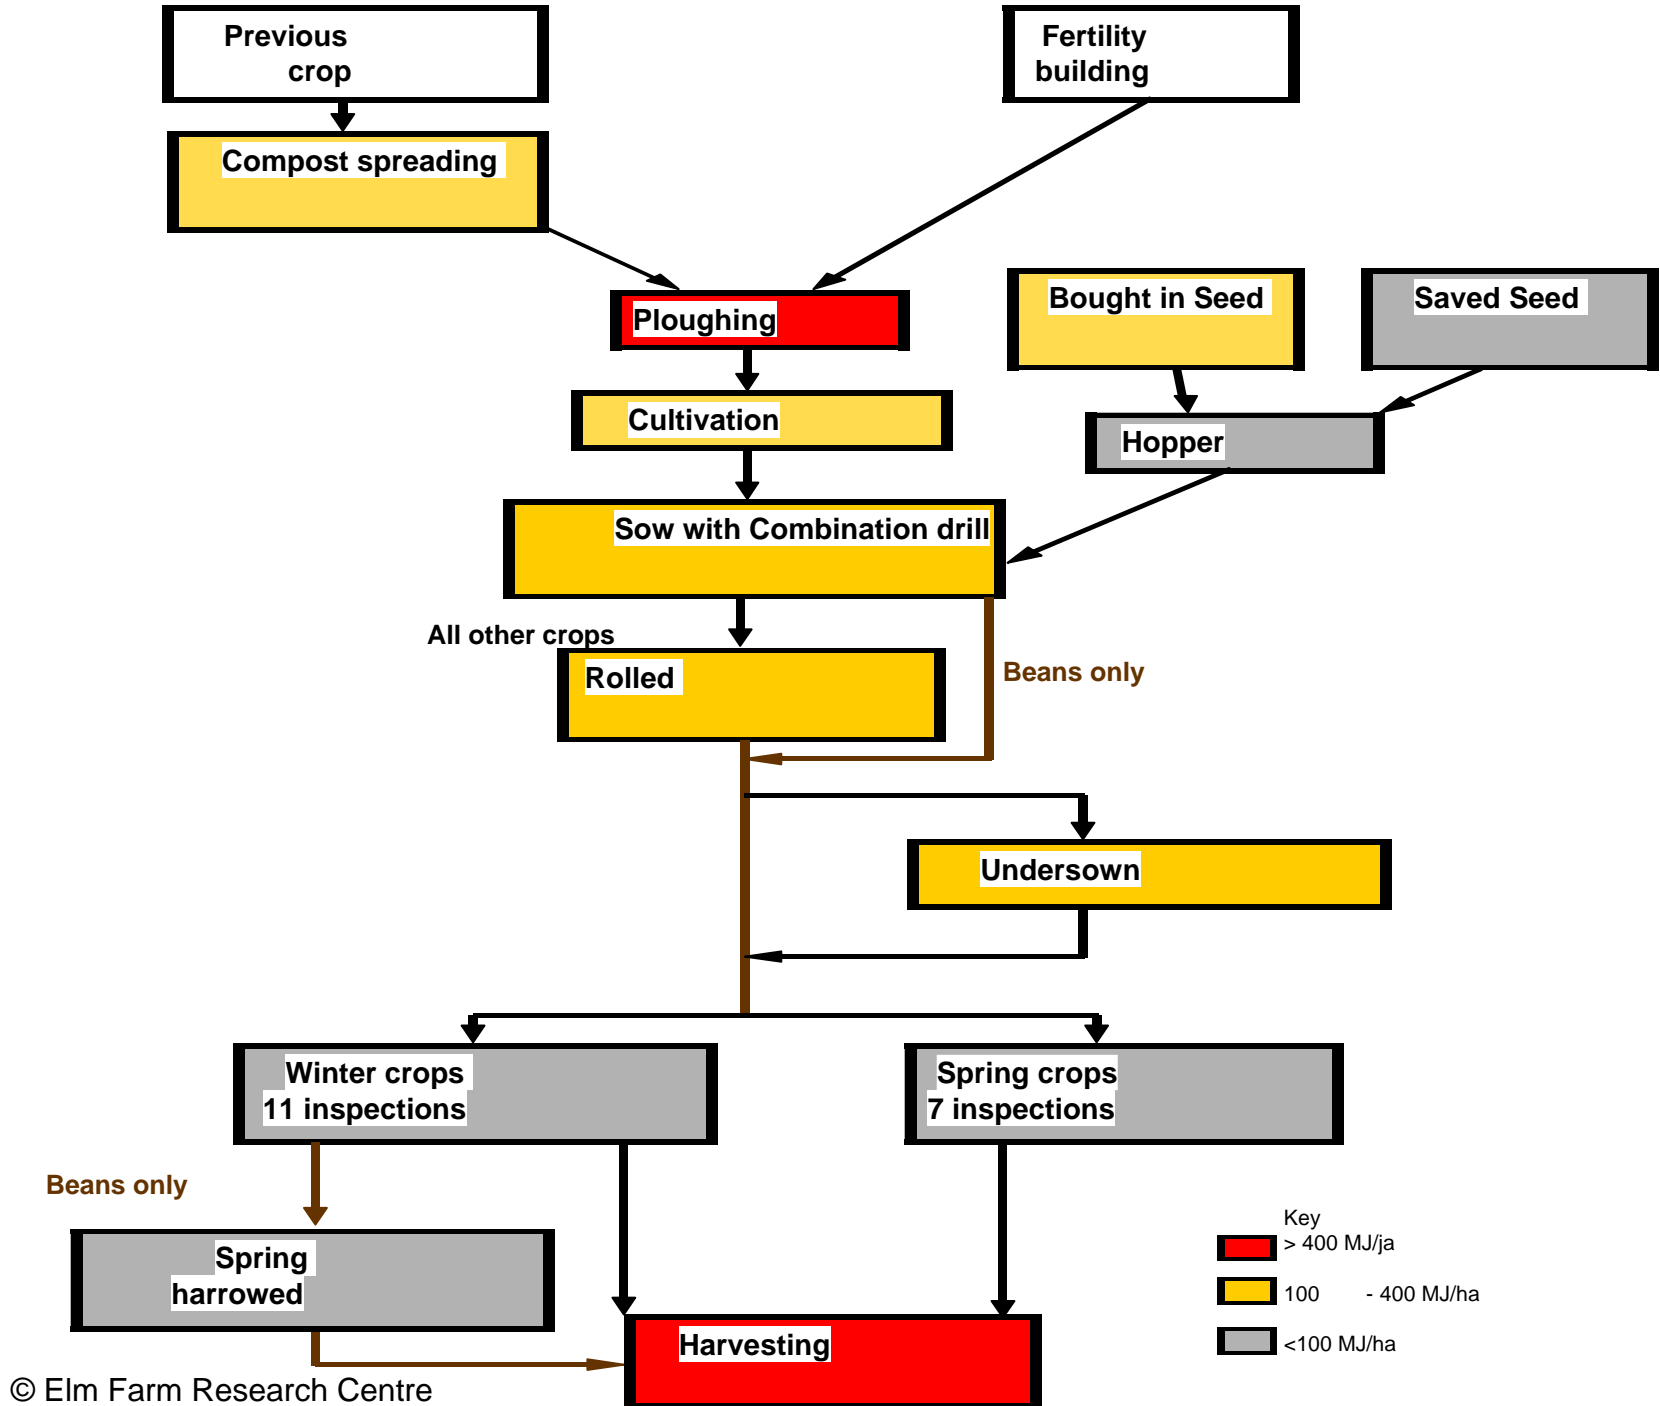 Previous
crop
Fertility
building
Compost spreading
Bought in Seed
Saved Seed
Ploughing
Cultivation
Hopper
Sow with Combination drill
All other crops
Rolled
Beans only
Undersown
Winter crops
11 inspections
Spring crops
7 inspections
Beans only
Spring
harrowed
Harvesting
Key
> 400 MJ/ja
100 - 400 MJ/ha
<100 MJ/ha
© Elm Farm Research Centre